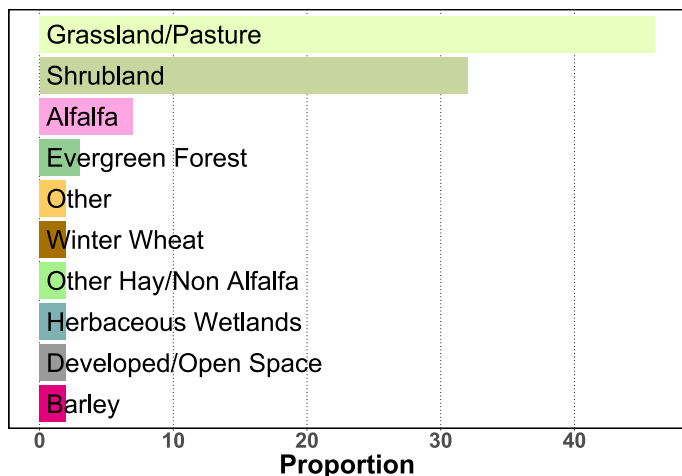 Grassland/Pasture
Shrubland
Alfalfa
Evergreen Forest
Other
Winter Wheat
Other Hay/Non Alfalfa
Herbaceous Wetlands
Developed/Open Space
Barley
0 10 20 30 40
Proportion